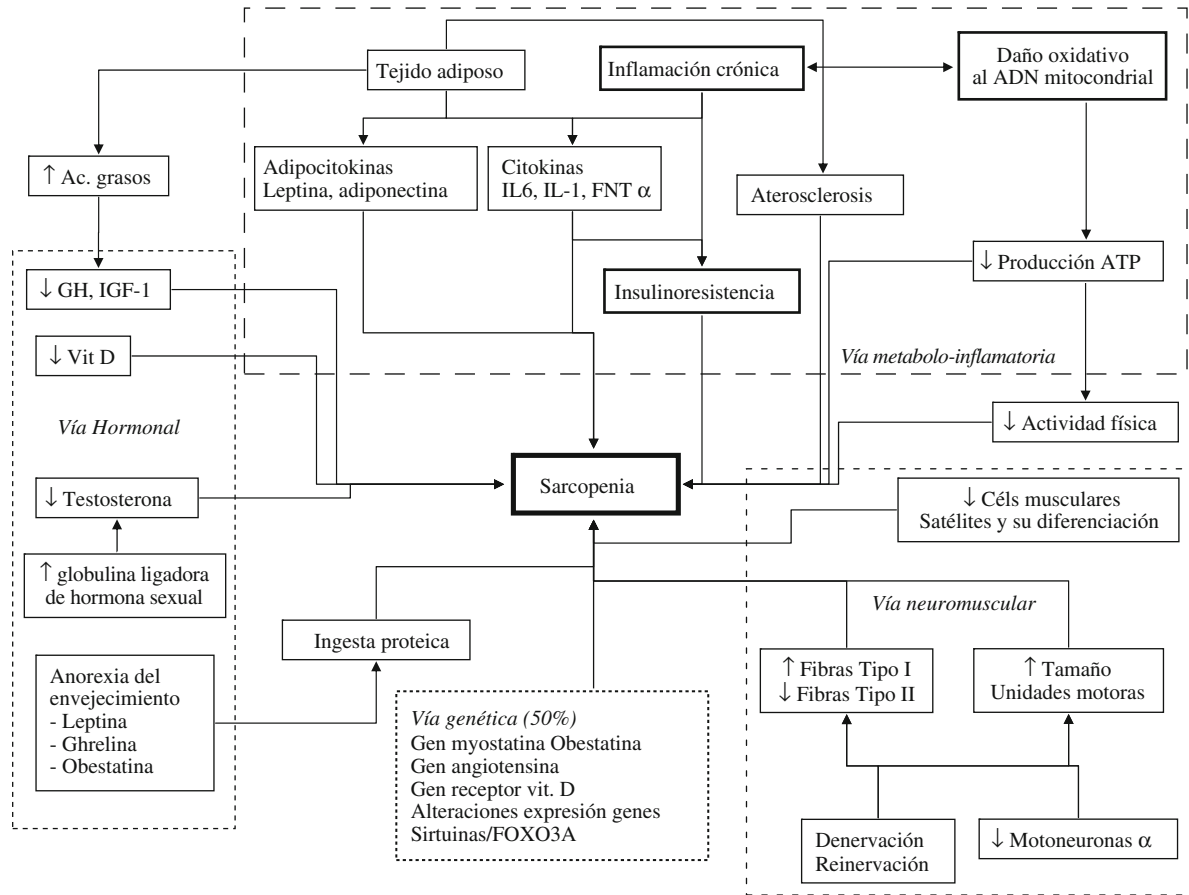 Tejido adiposo
Inflamación crónica
Daño oxidativo
al ADN mitocondrial
↑ Ac. grasos
Adipocitokinas
Leptina, adiponectina
Citokinas
IL6, IL-1, FNT α
Aterosclerosis
↓ GH, IGF-1
Insulinoresistencia
↓ Producción ATP
↓ Vit D
Vía metabolo-inflamatoria
Vía Hormonal
↓ Actividad física
↓ Testosterona
Sarcopenia
↓ Céls musculares
Satélites y su diferenciación
↑ globulina ligadora
de hormona sexual
Ingesta proteica
Vía neuromuscular
↑ Fibras Tipo I
↓ Fibras Tipo II
↑ Tamaño
Unidades motoras
Anorexia del
envejecimiento
- Leptina
- Ghrelina
- Obestatina
Vía genética (50%)
Gen myostatina Obestatina
Gen angiotensina
Gen receptor vit. D
Alteraciones expresión genes
Sirtuinas/FOXO3A
Denervación
Reinervación
↓ Motoneuronas α